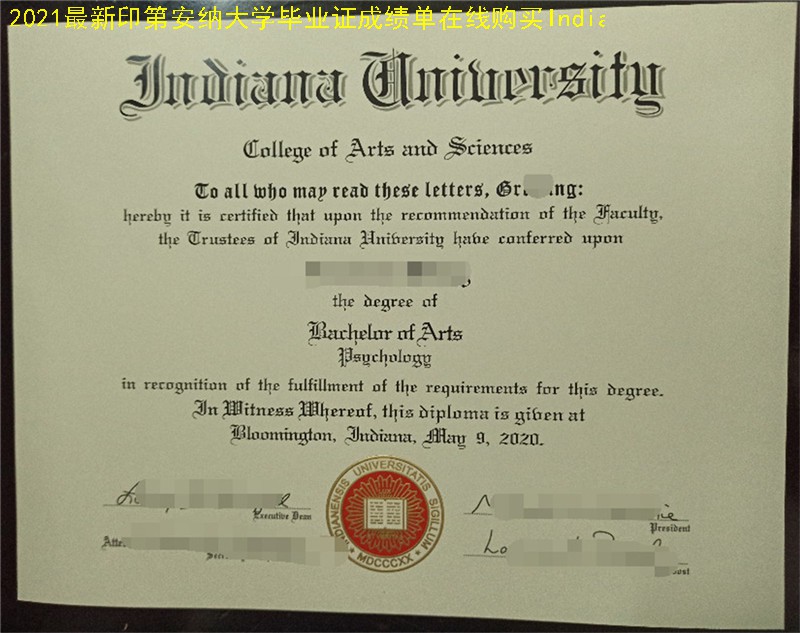 2021最新印第安纳大学毕业证成绩单在线购买India
Indiana University
College of Arts and Sciences
To all who may read these letters,
hereby it is certified that upon the recommendation of the Faculty,
the Trustees of Indiana University have conferred upon
the degree of
Bachelor of Arts
Psychology
in recognition of the fulfillment of the requirements for this degree.
In Witness Whereof, this diploma is given at
Bloomington, Indiana, May 9, 2020.
Executive Dean
President
INDIANENSIS UNIVERSITATIS SIGILLUM
MDCCCXX